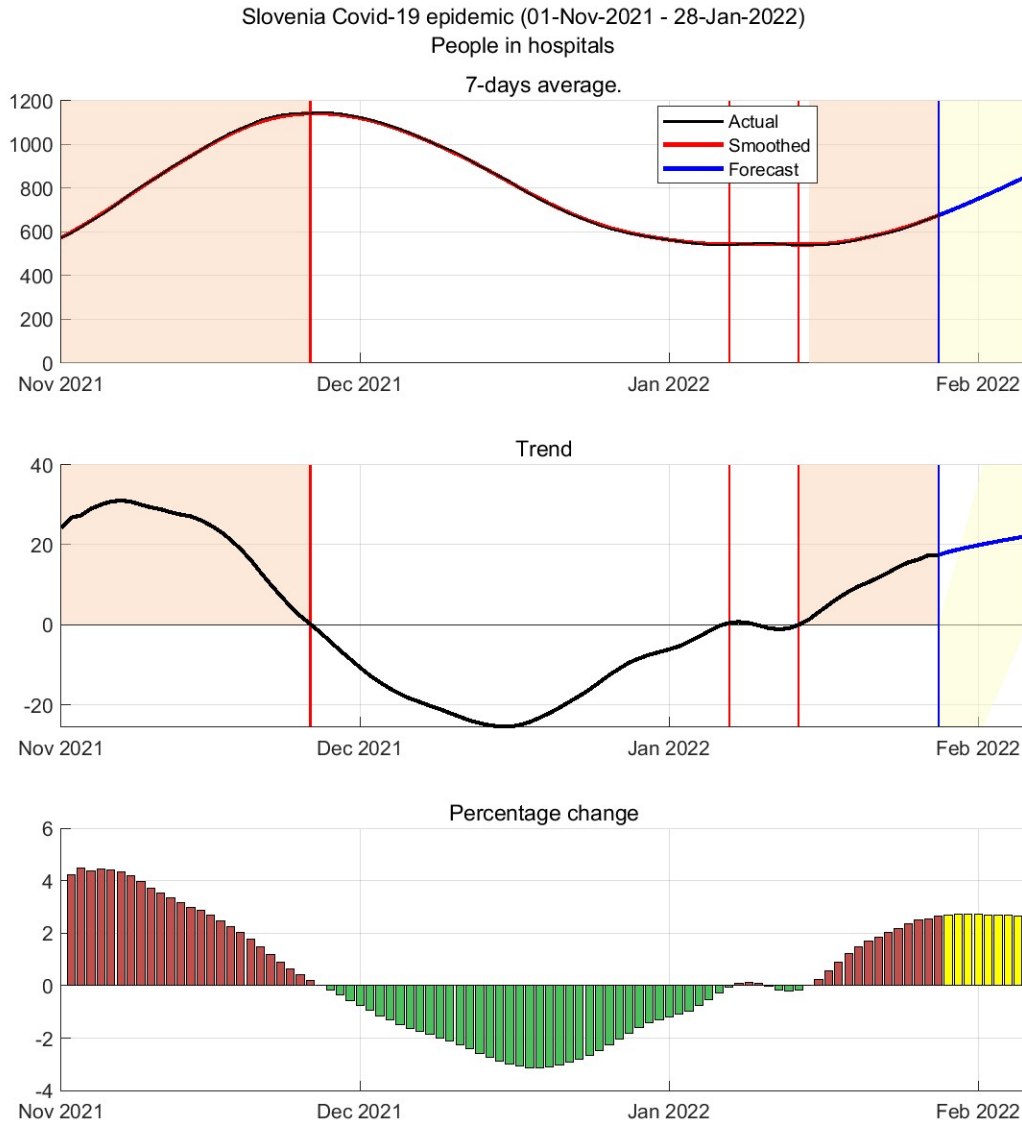 Slovenia Covid-19 epidemic (01-Nov-2021 - 28-Jan-2022)
People in hospitals
7-days average.
1200
1000
800
600
400
200
0
Actual
Smoothed
Forecast
Nov 2021 Dec 2021 Jan 2022 Feb 2022
Trend
40
20
0
-20
Nov 2021 Dec 2021 Jan 2022 Feb 2022
Percentage change
6
4
2
0
-2
-4
Nov 2021 Dec 2021 Jan 2022 Feb 2022